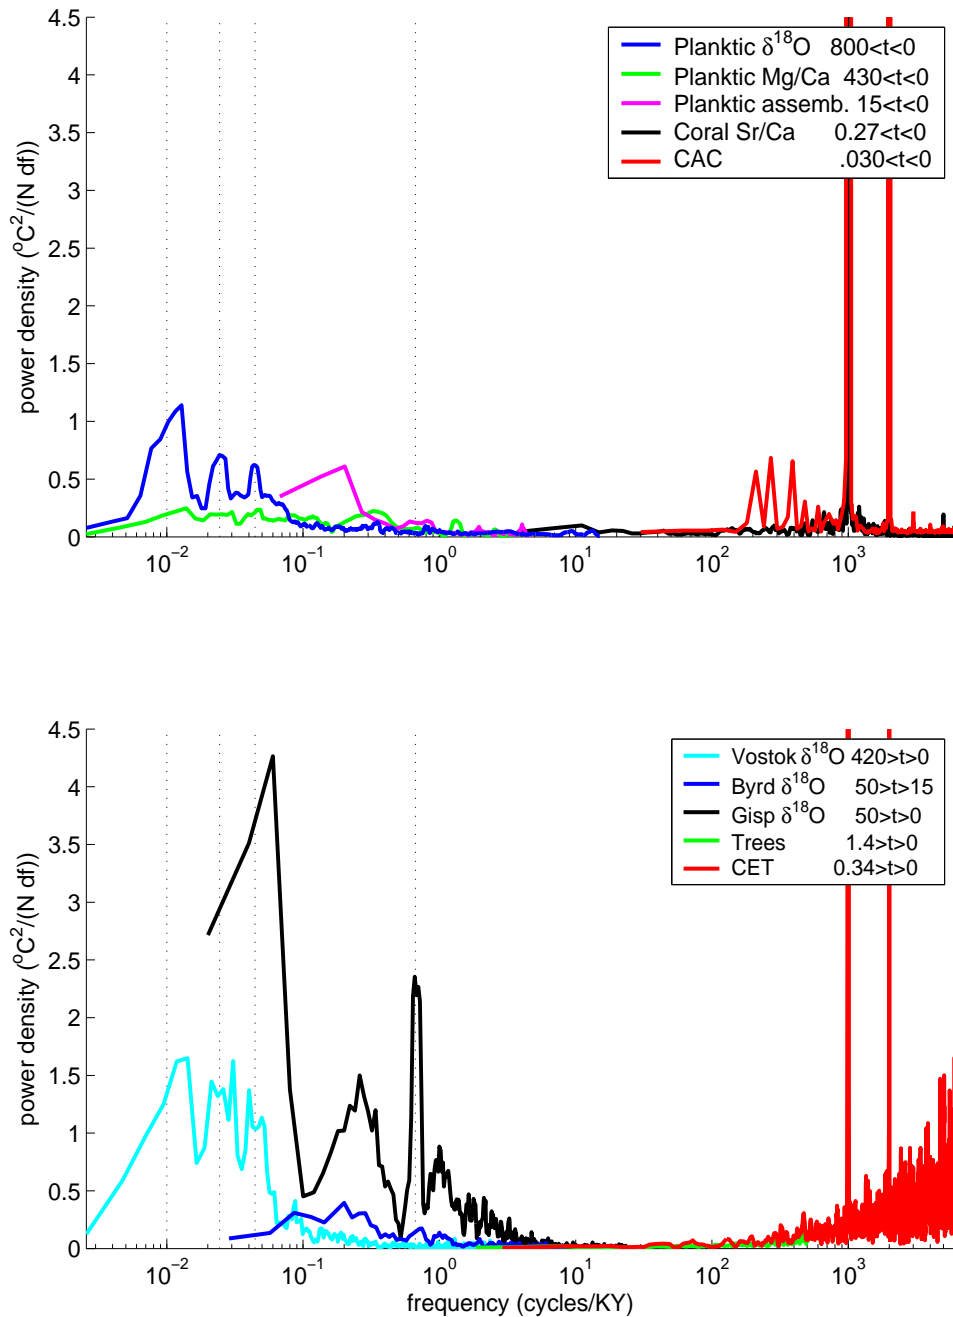 4.5
4
3.5
3
2.5
2
1.5
1
0.5
0
power density (°C²/(N df))
Planktic δ¹⁸O 800<t<0
Planktic Mg/Ca 430<t<0
Planktic assemb. 15<t<0
Coral Sr/Ca 0.27<t<0
CAC .030<t<0
10⁻² 10⁻¹ 10⁰ 10¹ 10² 10³
4.5
4
3.5
3
2.5
2
1.5
1
0.5
0
power density (°C²/(N df))
Vostok δ¹⁸O 420>t>0
Byrd δ¹⁸O 50>t>15
Gisp δ¹⁸O 50>t>0
Trees 1.4>t>0
CET 0.34>t>0
10⁻² 10⁻¹ 10⁰ 10¹ 10² 10³
frequency (cycles/KY)